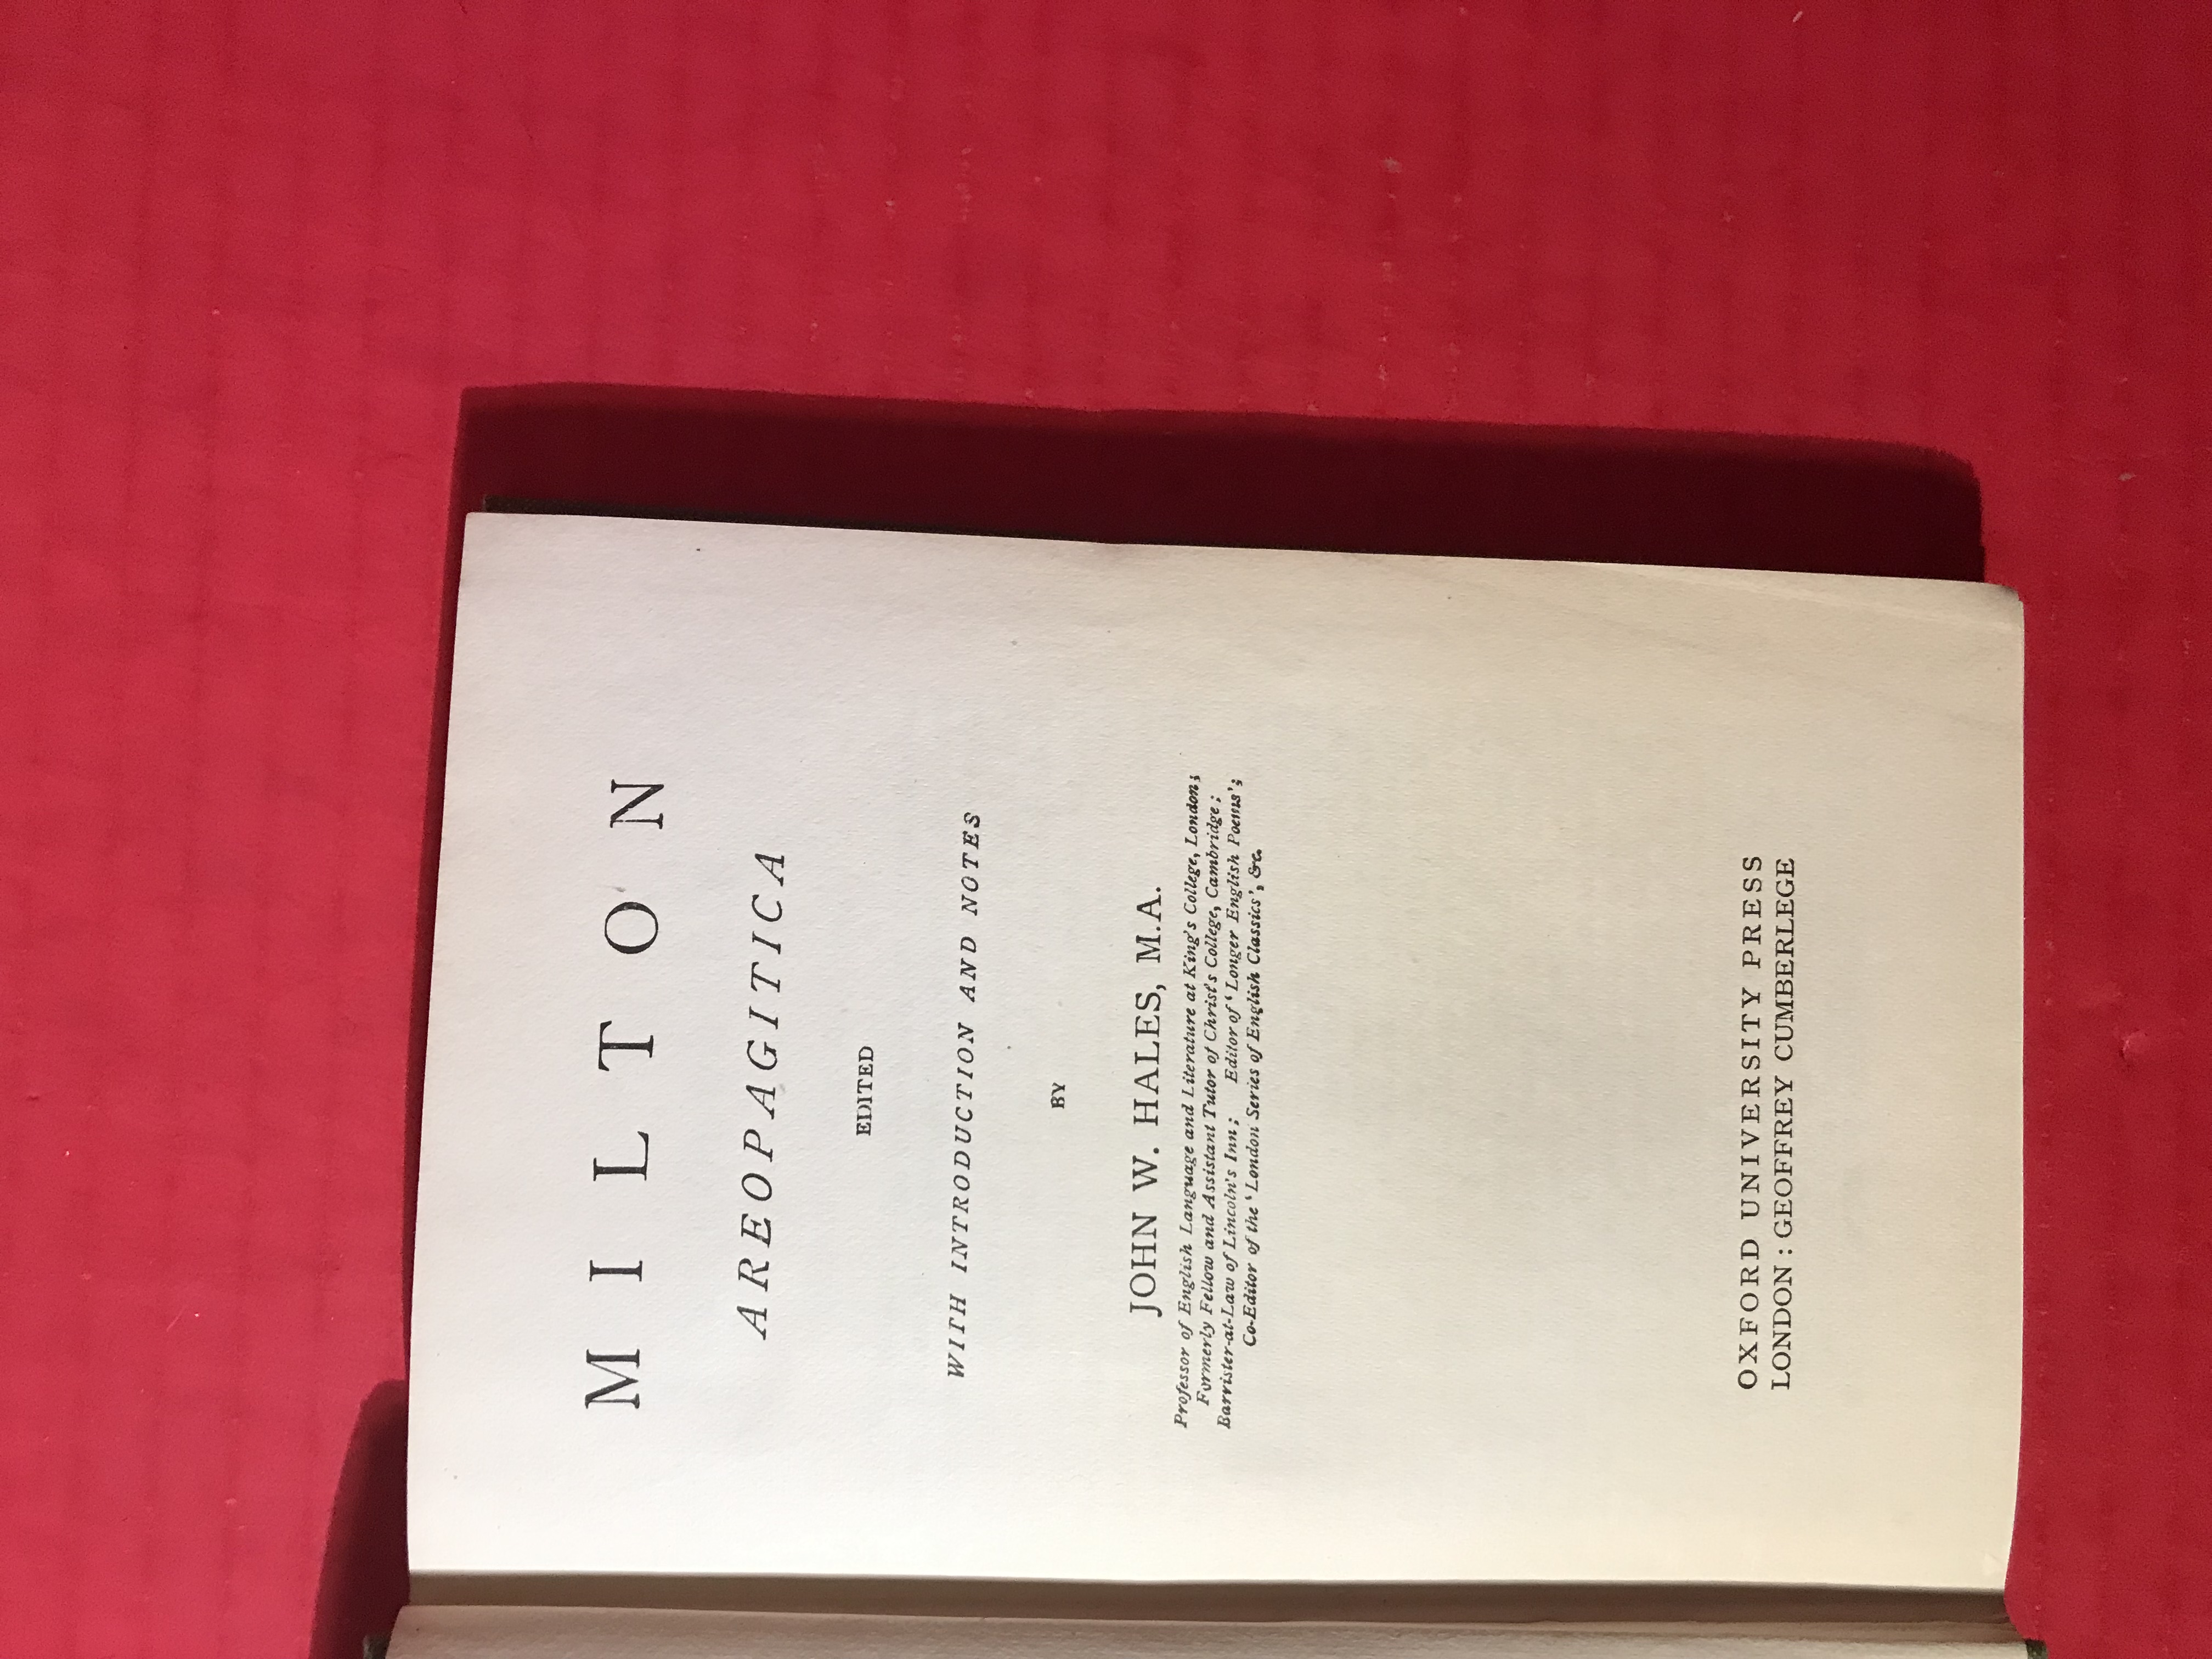 MILTON
AREOPAGITICA
EDITED
WITH INTRODUCTION AND NOTES
BY
JOHN W. HALES, M.A.
Professor of English Language and Literature at King's College, London;
Formerly Fellow and Assistant Tutor of Christ's College, Cambridge;
Barrister-at-Law of Lincoln's Inn; Editor of 'Longer English Poems';
Co-Editor of the 'London Series of English Classics', &c.
OXFORD UNIVERSITY PRESS
LONDON : GEOFFREY CUMBERLEGE